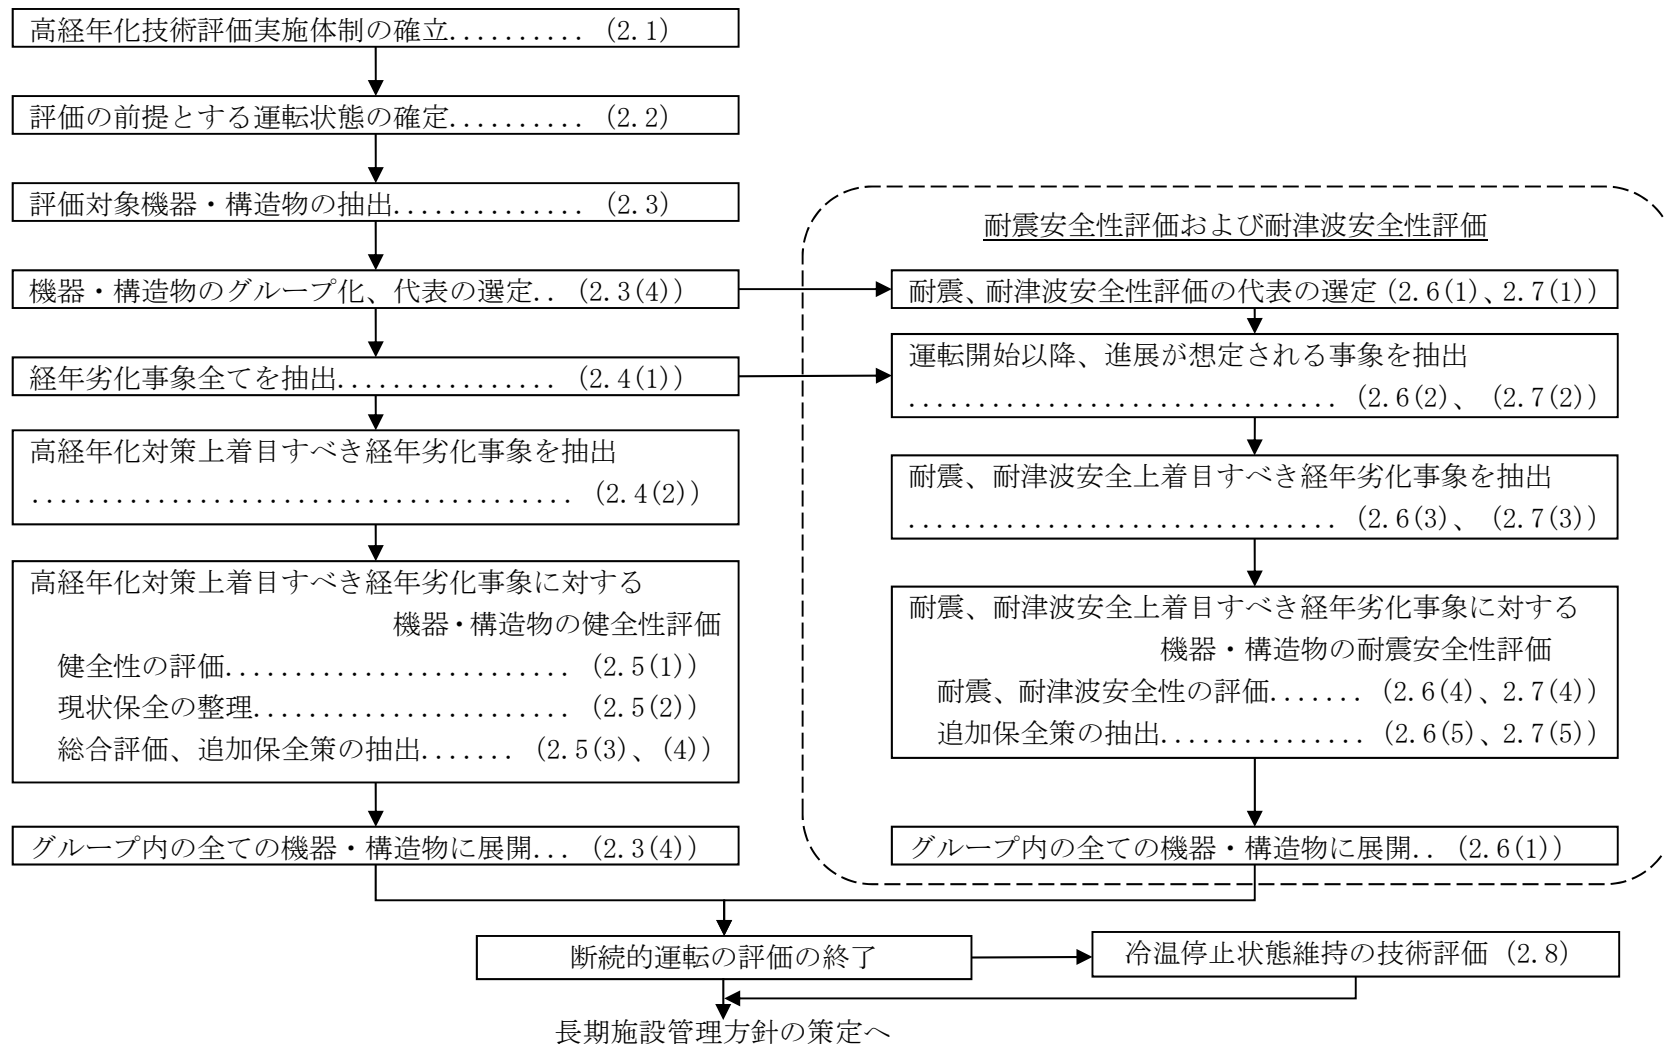 高経年化技術評価実施体制の確立.......... (2.1)
評価の前提とする運転状態の確定.......... (2.2)
評価対象機器・構造物の抽出.............. (2.3)
機器・構造物のグループ化、代表の選定.. (2.3(4))
経年劣化事象全てを抽出................ (2.4(1))
高経年化対策上着目すべき経年劣化事象を抽出
....................................... (2.4(2))
高経年化対策上着目すべき経年劣化事象に対する
機器・構造物の健全性評価
健全性の評価......................... (2.5(1))
現状保全の整理....................... (2.5(2))
総合評価、追加保全策の抽出....... (2.5(3)、(4))
グループ内の全ての機器・構造物に展開... (2.3(4))
耐震安全性評価および耐津波安全性評価
耐震、耐津波安全性評価の代表の選定(2.6(1)、2.7(1))
運転開始以降、進展が想定される事象を抽出
............................... (2.6(2)、 (2.7(2))
耐震、耐津波安全上着目すべき経年劣化事象を抽出
............................... (2.6(3)、 (2.7(3))
耐震、耐津波安全上着目すべき経年劣化事象に対する
機器・構造物の耐震安全性評価
耐震、耐津波安全性の評価....... (2.6(4)、2.7(4))
追加保全策の抽出............... (2.6(5)、2.7(5))
グループ内の全ての機器・構造物に展開.. (2.6(1))
断続的運転の評価の終了
冷温停止状態維持の技術評価 (2.8)
長期施設管理方針の策定へ